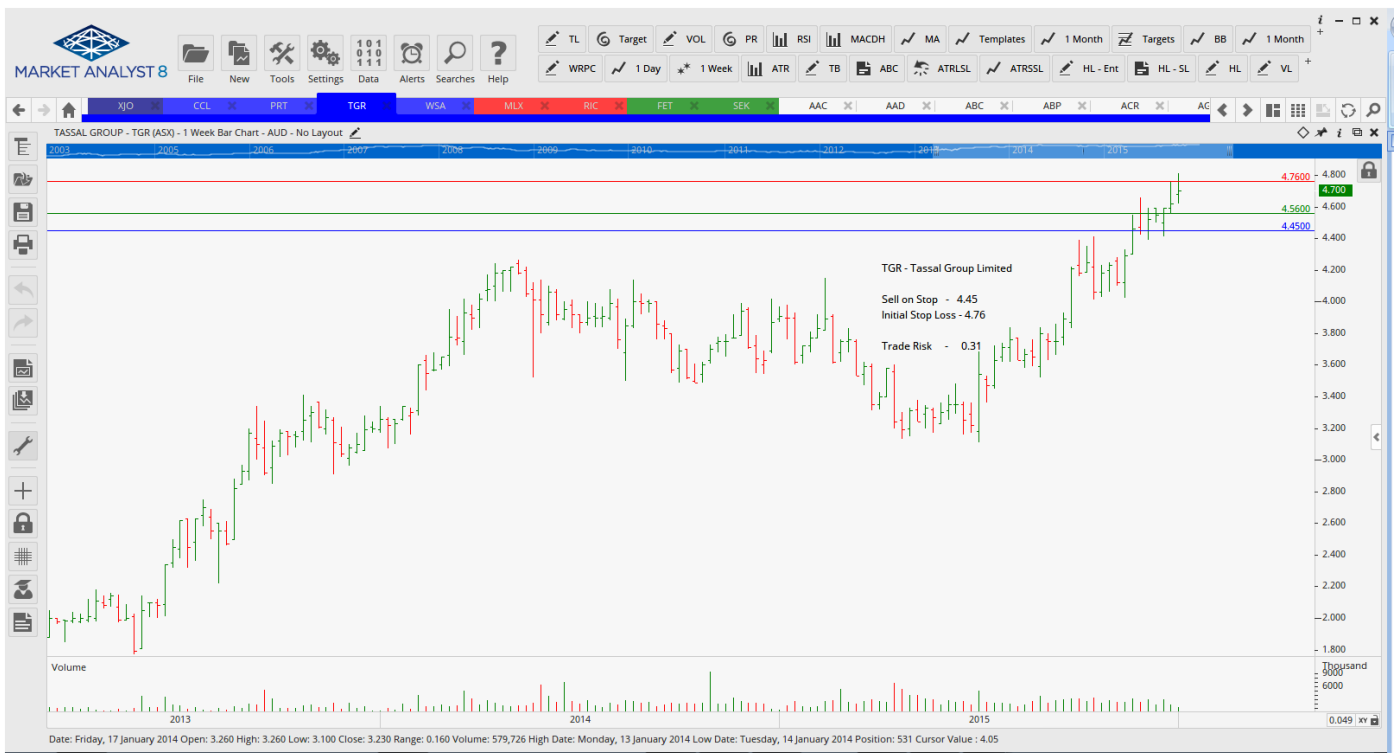 TL Target VOL PR RSI MACDH MA Templates 1 Month Targets BB 1 Month +
MARKET ANALYST 8
File New Tools Settings Data Alerts Searches Help
101
010
111
WRPC 1 Day 1 Week ATR TB ABC ATRLSL ATRSSL HL - Ent HL - SL HL VL +
XJO CCL PRT TGR WSA MLX RIC FET SEK AAC AAD ABC ABP ACR AG
TASSAL GROUP - TGR (ASX) - 1 Week Bar Chart - AUD - No Layout
2003 2005 2006 2007 2008 2009 2010 2011 2012 2013 2014 2015
4.7600
4.5600
4.4500
4.800
4.700
4.600
4.400
4.200
4.000
3.800
3.600
3.400
3.200
3.000
2.800
2.600
2.400
2.200
2.000
1.800
TGR - Tassal Group Limited
Sell on Stop - 4.45
Initial Stop Loss - 4.76
Trade Risk - 0.31
Volume
Thousand
9000
6000
2013 2014 2015
0.049 XY
Date: Friday, 17 January 2014 Open: 3.260 High: 3.260 Low: 3.100 Close: 3.230 Range: 0.160 Volume: 579,726 High Date: Monday, 13 January 2014 Low Date: Tuesday, 14 January 2014 Position: 531 Cursor Value : 4.05